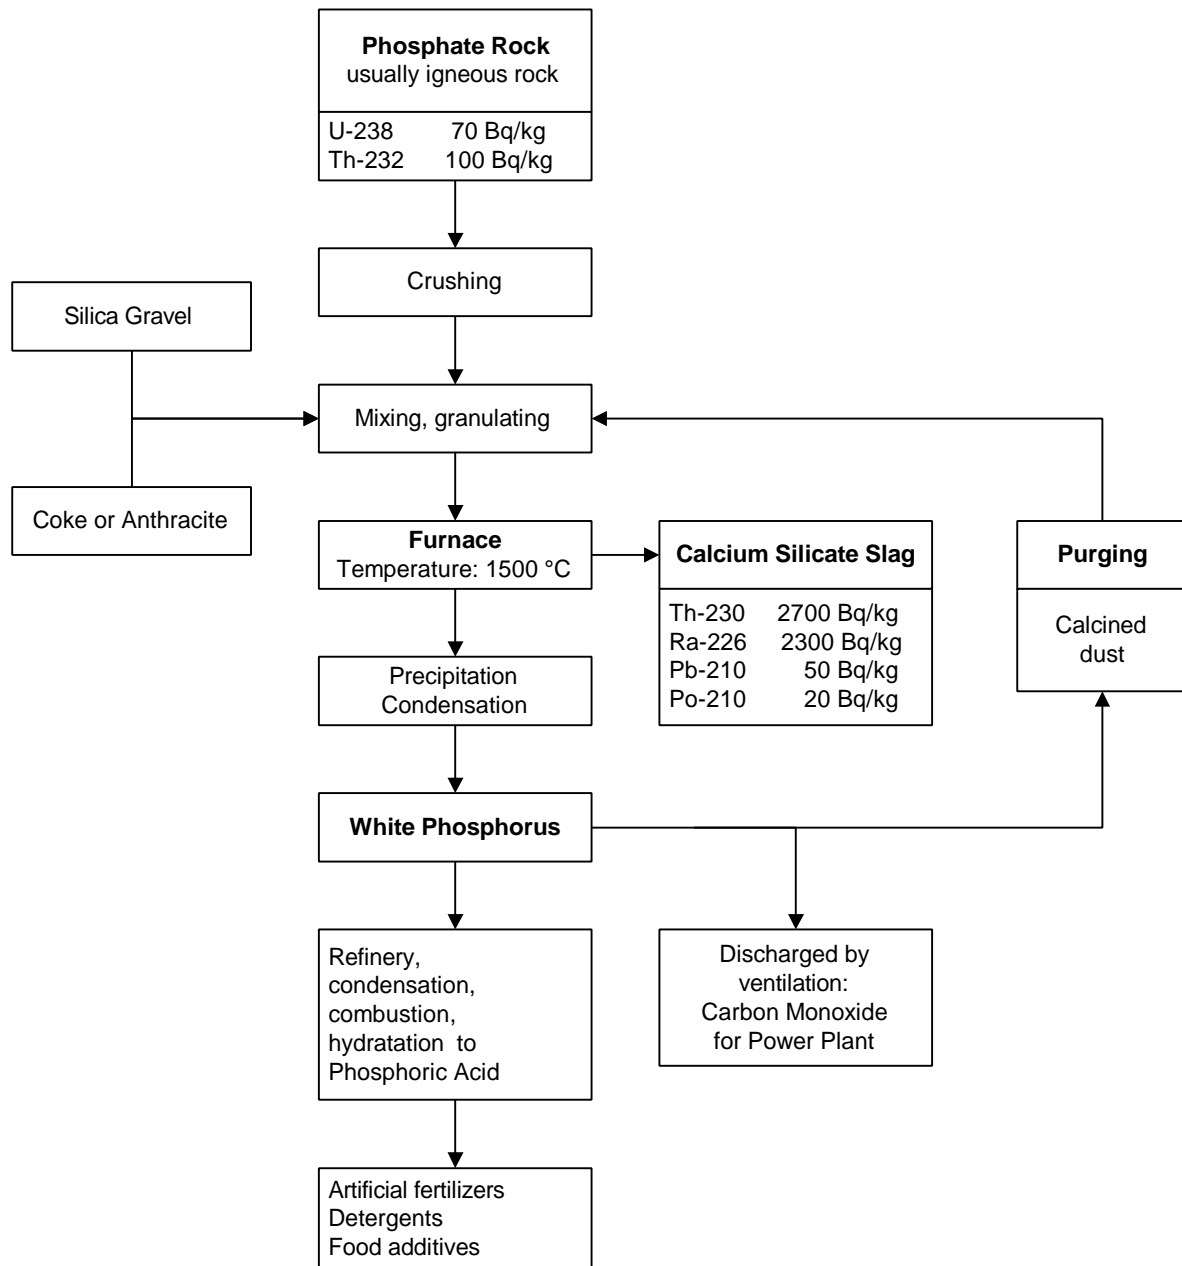 Phosphate Rock
usually igneous rock
U-238 70 Bq/kg
Th-232 100 Bq/kg
Crushing
Silica Gravel
Mixing, granulating
Coke or Anthracite
Furnace
Temperature: 1500 °C
Calcium Silicate Slag
Th-230 2700 Bq/kg
Ra-226 2300 Bq/kg
Pb-210 50 Bq/kg
Po-210 20 Bq/kg
Purging
Calcined
dust
Precipitation
Condensation
White Phosphorus
Refinery,
condensation,
combustion,
hydratation to
Phosphoric Acid
Discharged by
ventilation:
Carbon Monoxide
for Power Plant
Artificial fertilizers
Detergents
Food additives